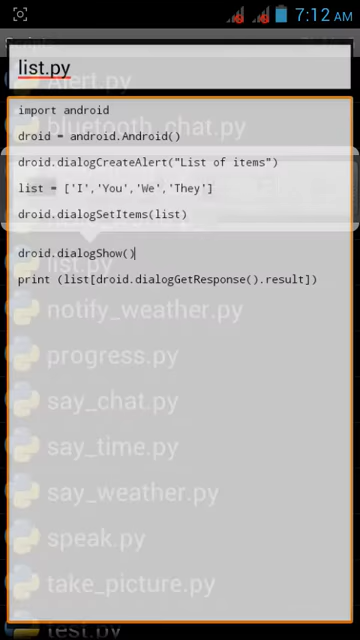 7:12 AM
list.py
Alert.py
bluetooth_chat.py
import android
droid = android.Android()
droid.dialogCreateAlert("List of items")
list = ['I','You','We','They']
droid.dialogSetItems(list)
droid.dialogShow()
list.py
print (list[droid.dialogGetResponse().result])
notify_weather.py
progress.py
say_chat.py
say_time.py
say_weather.py
speak.py
take_picture.py
test.py